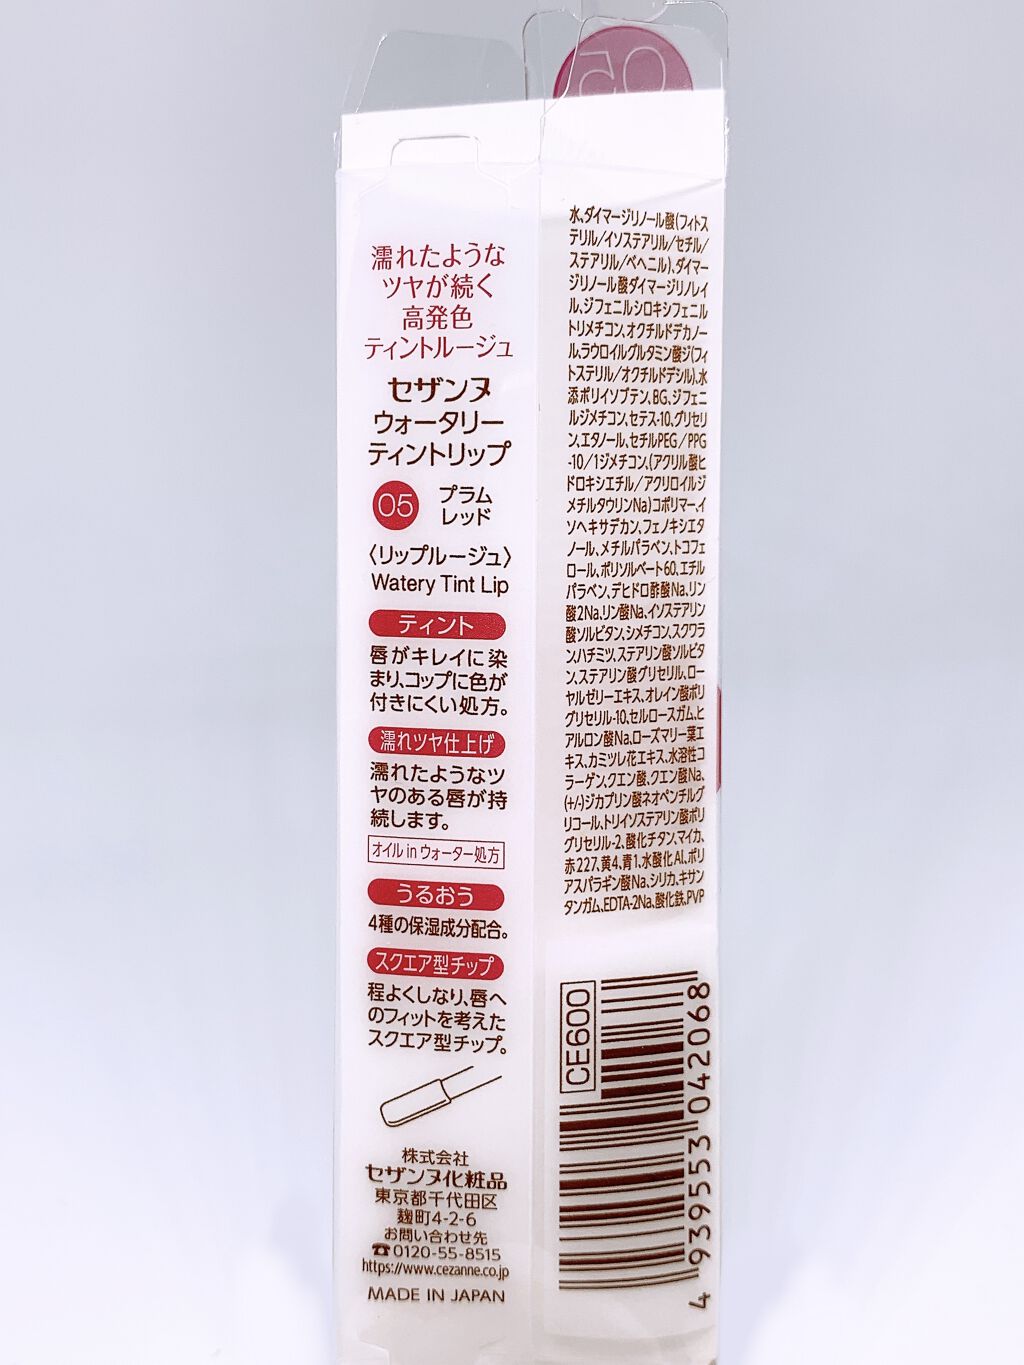 05
濡れたような
ツヤが続く
高発色
ティントルージュ
セザンヌ
ウォータリー
ティントリップ
05
プラム
レッド
〈リップルージュ〉
Watery Tint Lip
ティント
唇がキレイに染
まり、コップに色が
付きにくい処方。
濡れツヤ仕上げ
濡れたようなツ
ヤのある唇が持
続します。
オイル in ウォーター処方
うるおう
4種の保湿成分配合。
スクエア型チップ
程よくしなり、唇へ
のフィットを考えた
スクエア型チップ。
株式会社
セザンヌ化粧品
東京都千代田区
麹町4-2-6
お問い合わせ先
☎0120-55-8515
https://www.cezanne.co.jp
MADE IN JAPAN
水、ダイマージリノール酸(フィトス
テリル/イソステアリル/セチル/
ステアリル/ベヘニル)、ダイマー
ジリノール酸ダイマージリノレイ
ル、ジフェニルシロキシフェニル
トリメチコン、オクチルドデカノー
ル、ラウロイルグルタミン酸ジ(フィ
トステリル/オクチルドデシル)、水
添ポリイソブテン、BG、ジフェニ
ルジメチコン、セテス-10、グリセリ
ン、エタノール、セチルPEG/PPG
-10/1ジメチコン、(アクリル酸ヒ
ドロキシエチル/アクリロイルジ
メチルタウリンNa)コポリマー、イ
ソヘキサデカン、フェノキシエタ
ノール、メチルパラベン、トコフェ
ロール、ポリソルベート60、エチル
パラベン、デヒドロ酢酸Na、リン
酸2Na、リン酸Na、イソステアリン
酸ソルビタン、シメチコン、スクワラ
ン、ハチミツ、ステアリン酸ソルビタ
ン、ステアリン酸グリセリル、ロー
ヤルゼリーエキス、オレイン酸ポリ
グリセリル-10、セルロースガム、ヒ
アルロン酸Na、ローズマリー葉エ
キス、カミツレ花エキス、水溶性コ
ラーゲン、クエン酸、クエン酸Na、
(+/-)ジカプリン酸ネオペンチルグ
リコール、トリイソステアリン酸ポリ
グリセリル-2、酸化チタン、マイカ、
赤227、黄4、青1、水酸化Al、ポリ
アスパラギン酸Na、シリカ、キサン
タンガム、EDTA-2Na、酸化鉄、PVP
CE600
4 939553 042068